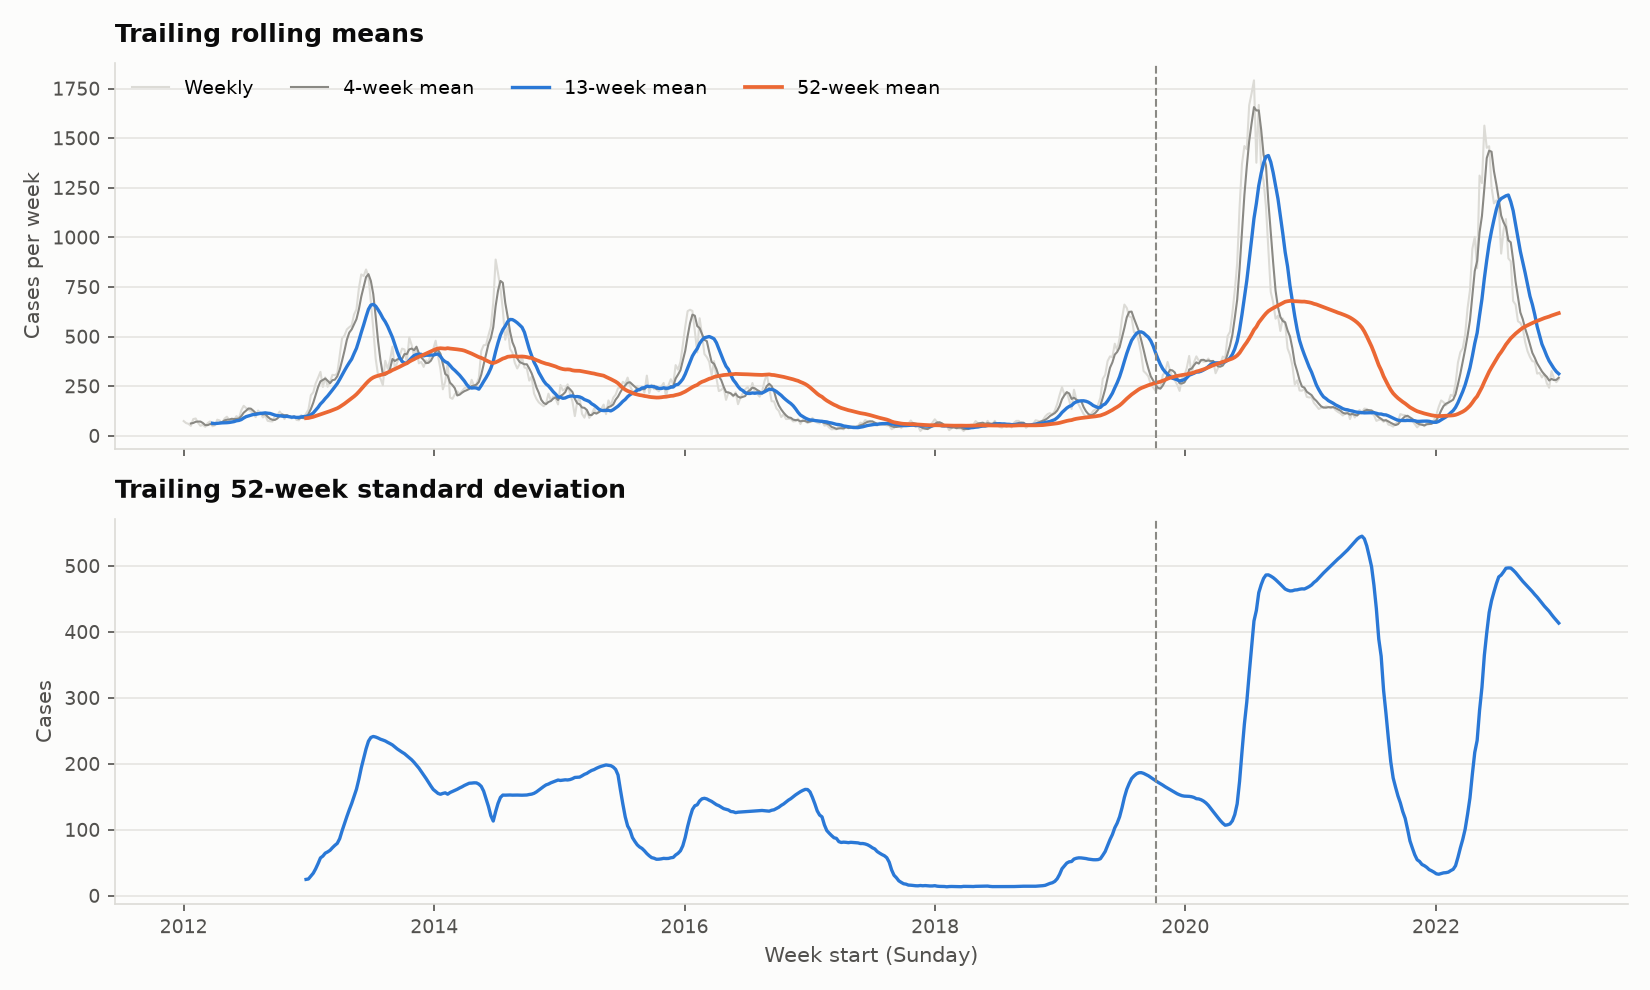 Trailing rolling means
Weekly
4-week mean
13-week mean
52-week mean
Cases per week
1750
1500
1250
1000
750
500
250
0
Trailing 52-week standard deviation
Cases
500
400
300
200
100
0
2012
2014
2016
2018
2020
2022
Week start (Sunday)